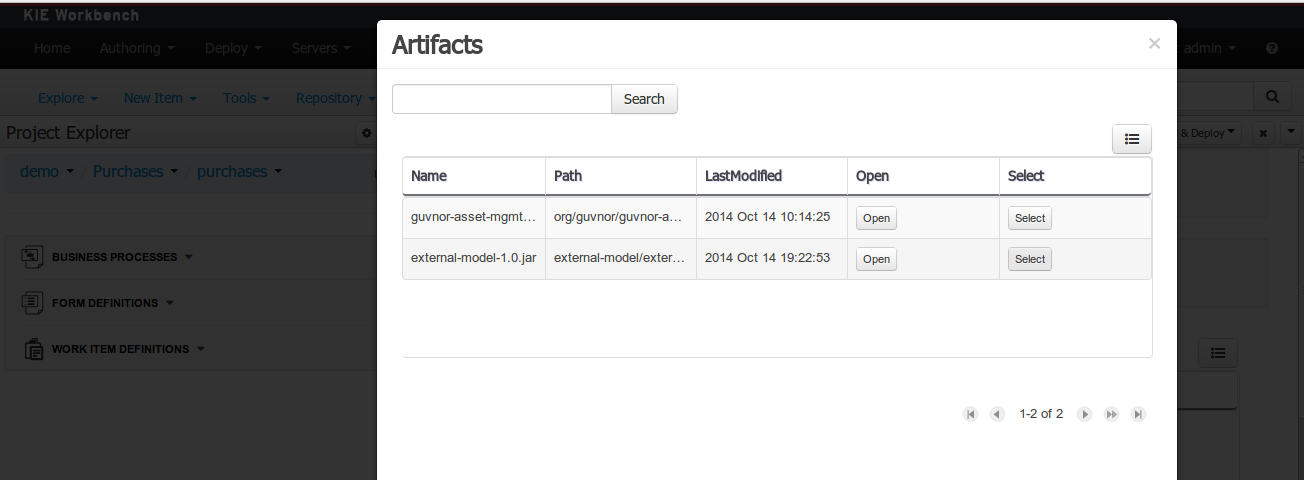 KIE Workbench
Home Authoring Deploy Servers
admin
Explore New Item Tools Repository
Project Explorer
& Deploy
demo / Purchases / purchases
BUSINESS PROCESSES
FORM DEFINITIONS
WORK ITEM DEFINITIONS
Artifacts
Search
Name Path LastModified Open Select
guvnor-asset-mgmt... org/guvnor/guvnor-a... 2014 Oct 14 10:14:25 Open Select
external-model-1.0.jar external-model/exter... 2014 Oct 14 19:22:53 Open Select
1-2 of 2